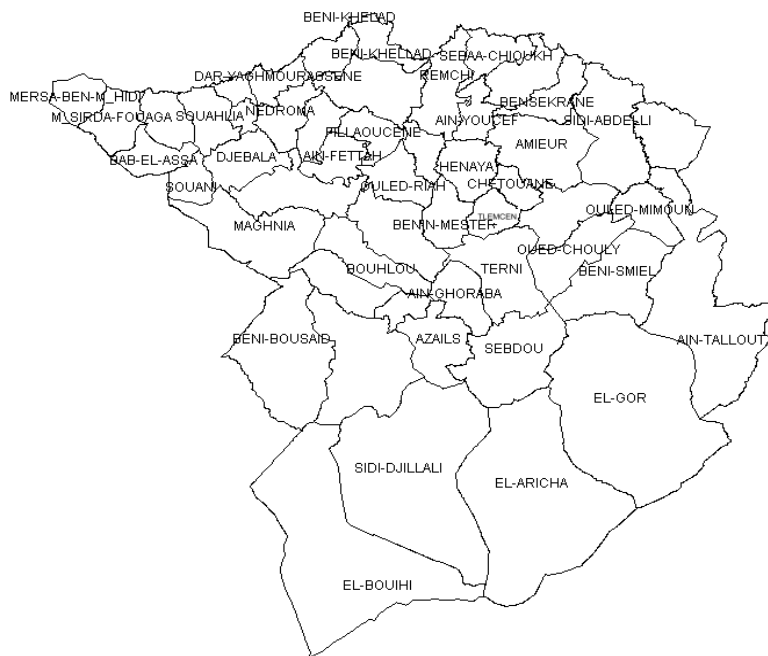 BENI-KHELAD
BENI-KHELLAD
SEBAA-CHIOUKH
DAR-YAGHMOURASSENE
REMCHI
MERSA-BEN-M_HIDI
BENSEKRANE
M_SIRDA-FOUAGA
SOUAHLIA
NEDROMA
AIN-YOUCEF
SIDI-ABDELLI
FILLAOUCENE
AMIEUR
BAB-EL-ASSA
DJEBALA
AIN-FETTAH
HENAYA
SOUANI
OULED-RIAH
CHETOUANE
OULED-MIMOUN
TLEMCEN
MAGHNIA
BENIN-MESTER
OUED-CHOULY
BOUHLOU
TERNI
BENI-SMIEL
AIN-GHORABA
BENI-BOUSAID
AZAILS
SEBDOU
AIN-TALLOUT
EL-GOR
SIDI-DJILLALI
EL-ARICHA
EL-BOUIHI